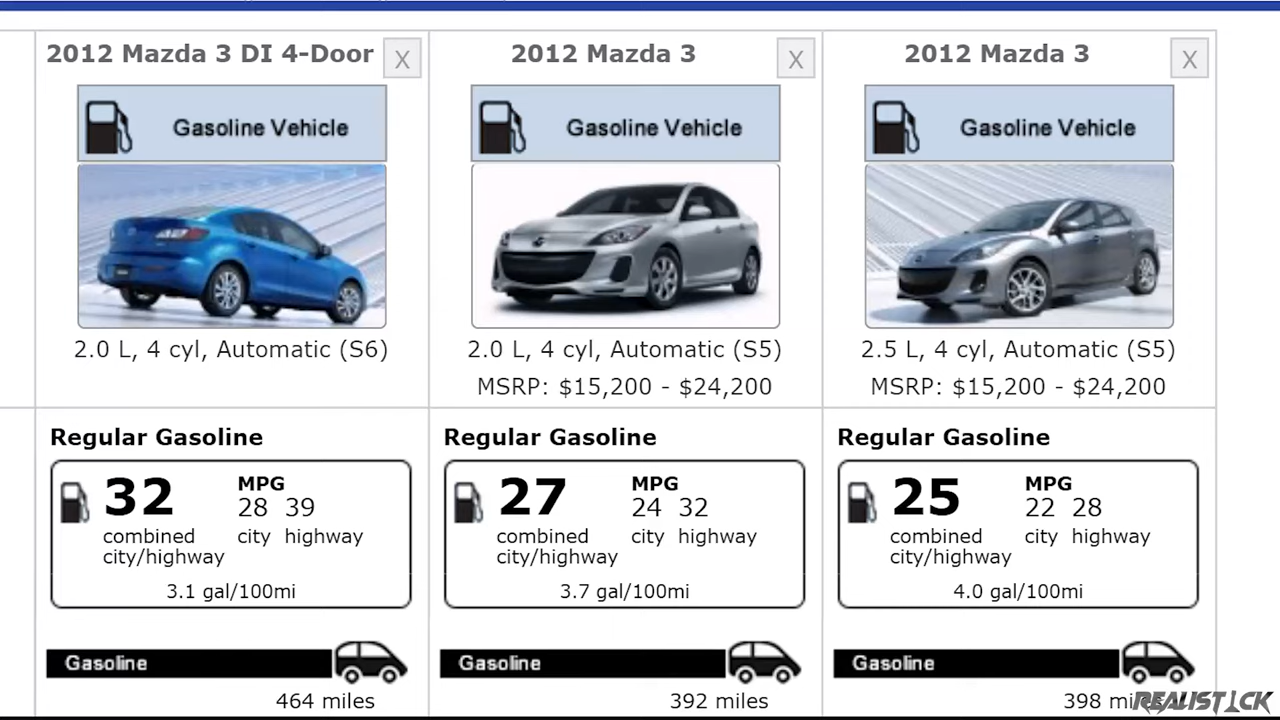 2012 Mazda 3 DI 4-Door
X
Gasoline Vehicle
2.0 L, 4 cyl, Automatic (S6)
Regular Gasoline
32
MPG
28 39
combined
city/highway
city highway
3.1 gal/100mi
Gasoline
464 miles
2012 Mazda 3
X
Gasoline Vehicle
2.0 L, 4 cyl, Automatic (S5)
MSRP: $15,200 - $24,200
Regular Gasoline
27
MPG
24 32
combined
city/highway
city highway
3.7 gal/100mi
Gasoline
392 miles
2012 Mazda 3
X
Gasoline Vehicle
2.5 L, 4 cyl, Automatic (S5)
MSRP: $15,200 - $24,200
Regular Gasoline
25
MPG
22 28
combined
city/highway
city highway
4.0 gal/100mi
Gasoline
398 miles
REALISTICK